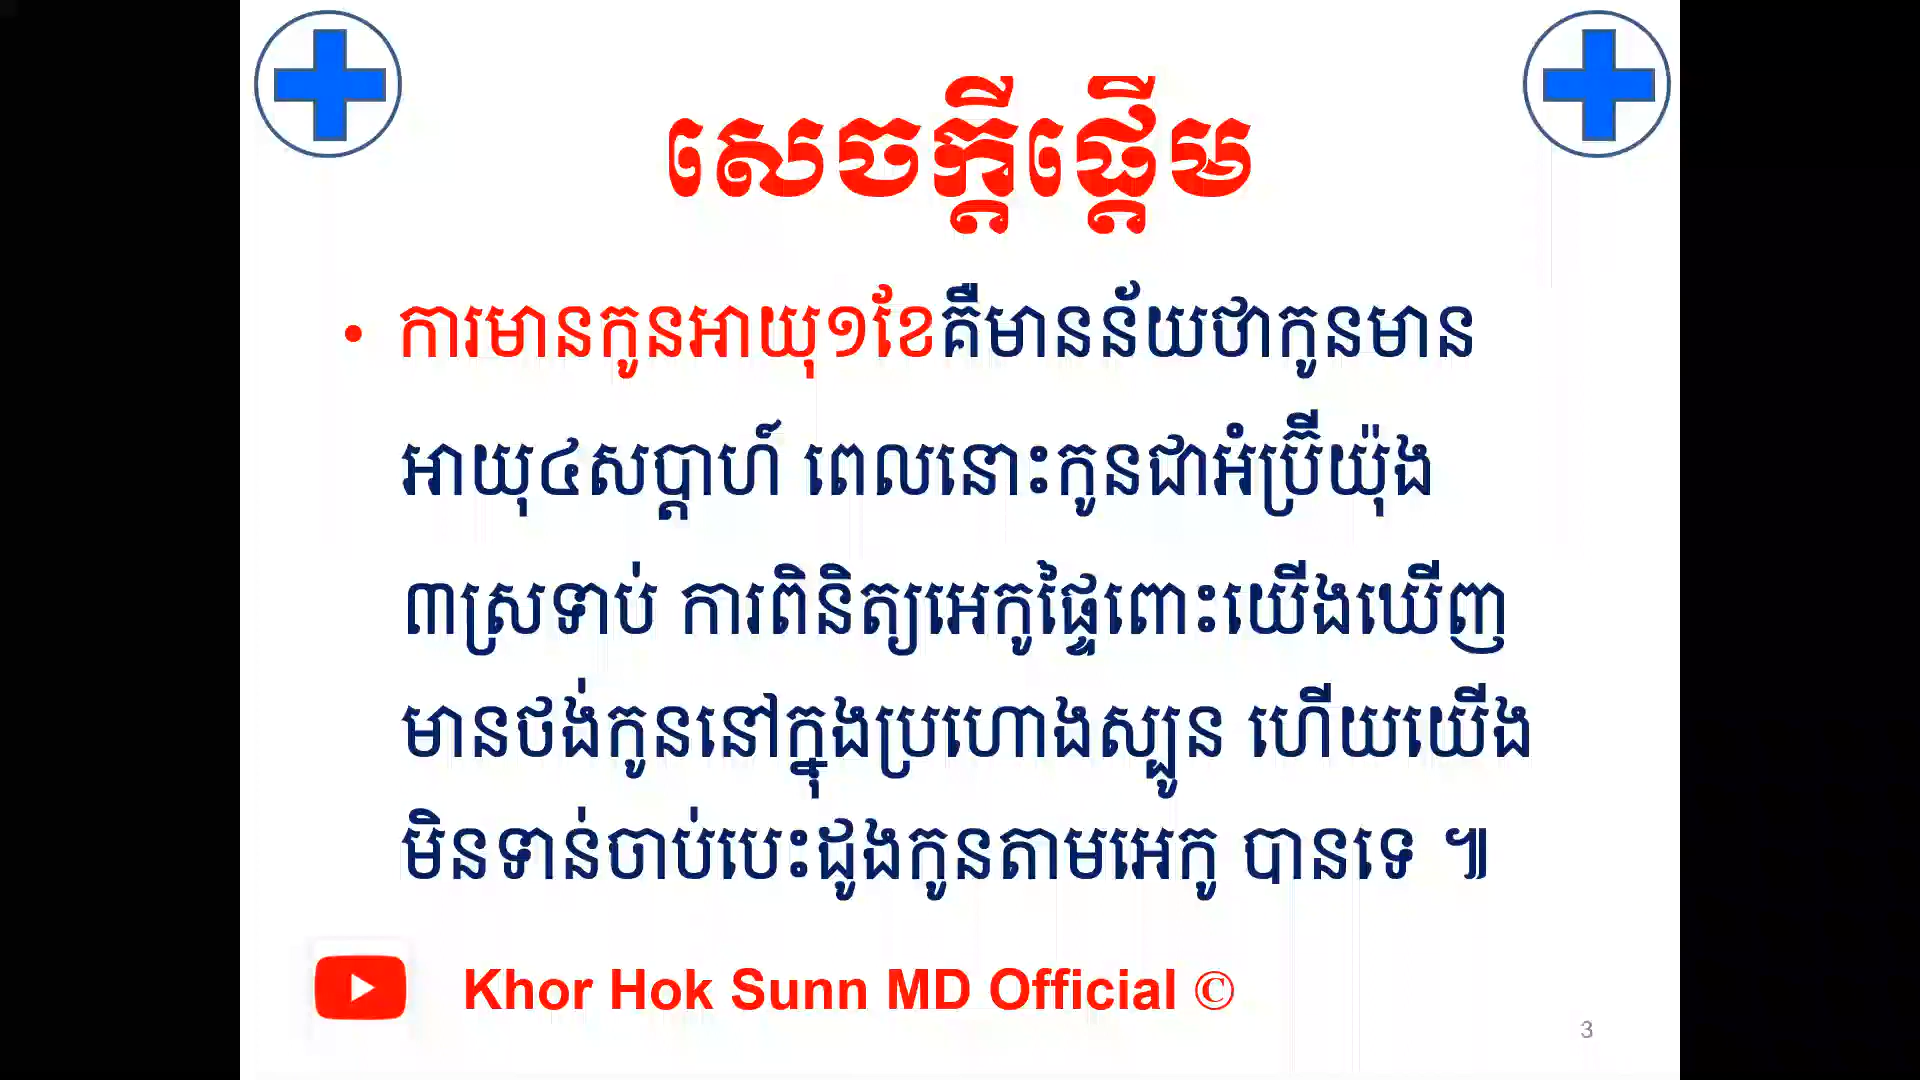 សេចក្តីផ្តើម
• ការមានកូនអាយុ១ខែគឺមានន័យថាកូនមាន
អាយុ៤សប្តាហ៍ ពេលនោះកូនជាអំប្រ៊ីយ៉ុង
៣ស្រទាប់ ការពិនិត្យអេកូផ្ទៃពោះយើងឃើញ
មានថង់កូននៅក្នុងប្រហោងស្បូន ហើយយើង
មិនទាន់ចាប់បេះដូងកូនតាមអេកូ បានទេ ៕
Khor Hok Sunn MD Official ©
3